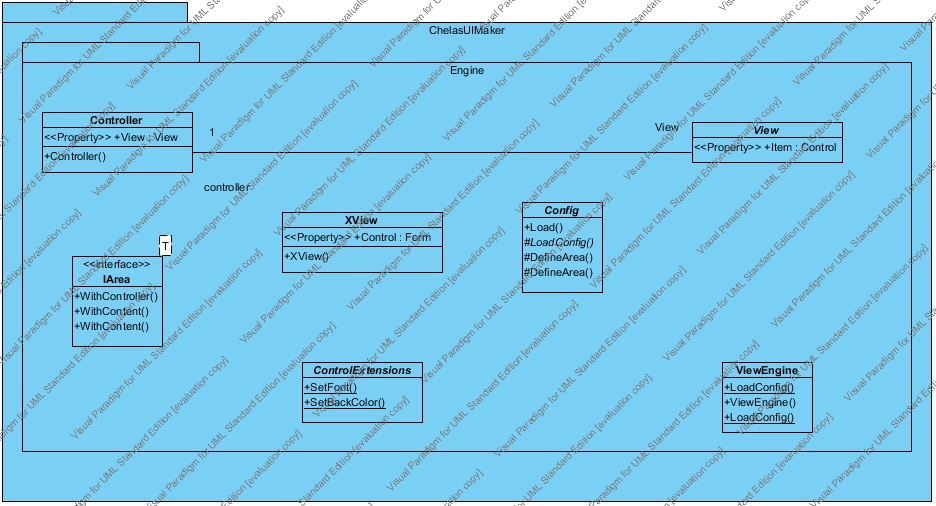 ChelasUIMaker
Engine
Controller
<<Property>> +View : View
+Controller()
1
controller
View
View
<<Property>> +Item : Control
XView
<<Property>> +Control : Form
+XView()
Config
+Load()
#LoadConfig()
#DefineArea()
#DefineArea()
T
<<interface>>
IArea
+WithController()
+WithContent()
+WithContent()
ControlExtensions
+SetFont()
+SetBackColor()
ViewEngine
+LoadConfig()
+ViewEngine()
+LoadConfig()
Visual Paradigm for UML Standard Edition [evaluation copy]